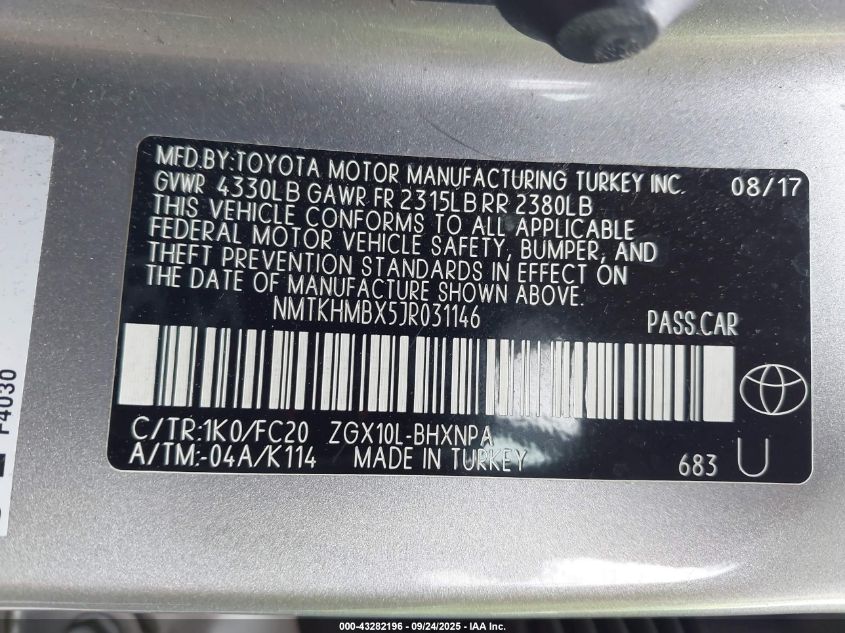 MFD.BY:TOYOTA MOTOR MANUFACTURING TURKEY INC. 08/17
GVWR 4330LB GAWR FR 2315LB RR 2380LB
THIS VEHICLE CONFORMS TO ALL APPLICABLE
FEDERAL MOTOR VEHICLE SAFETY, BUMPER, AND
THEFT PREVENTION STANDARDS IN EFFECT ON
THE DATE OF MANUFACTURE SHOWN ABOVE.
NMTKHMBX5JR031146 PASS.CAR
C/TR:1K0/FC20 ZGX10L-BHXNPA
A/TM:-04A/K114 MADE IN TURKEY 683 U
F4030
000-43282196 - 09/24/2025 - IAA Inc.